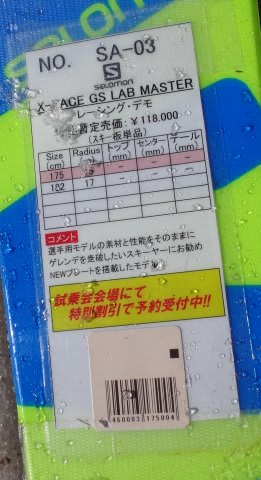 SALOMON
NO. SA-03
SALOMON
X-RACE GS LAB MASTER
レーシング・デモ
暫定売価：￥118.000
(スキー板単品)
Size (cm) Radius トップ (mm) センタ (mm) テール (mm)
175 － － －
182 17 － － －
コメント
選手用モデルの素材と性能をそのままに
ゲレンデを走破したいスキーヤーにお勧め
NEWプレートを搭載したモデル
試乗会会場にて
特別割引で予約受付中!!
460003 175004